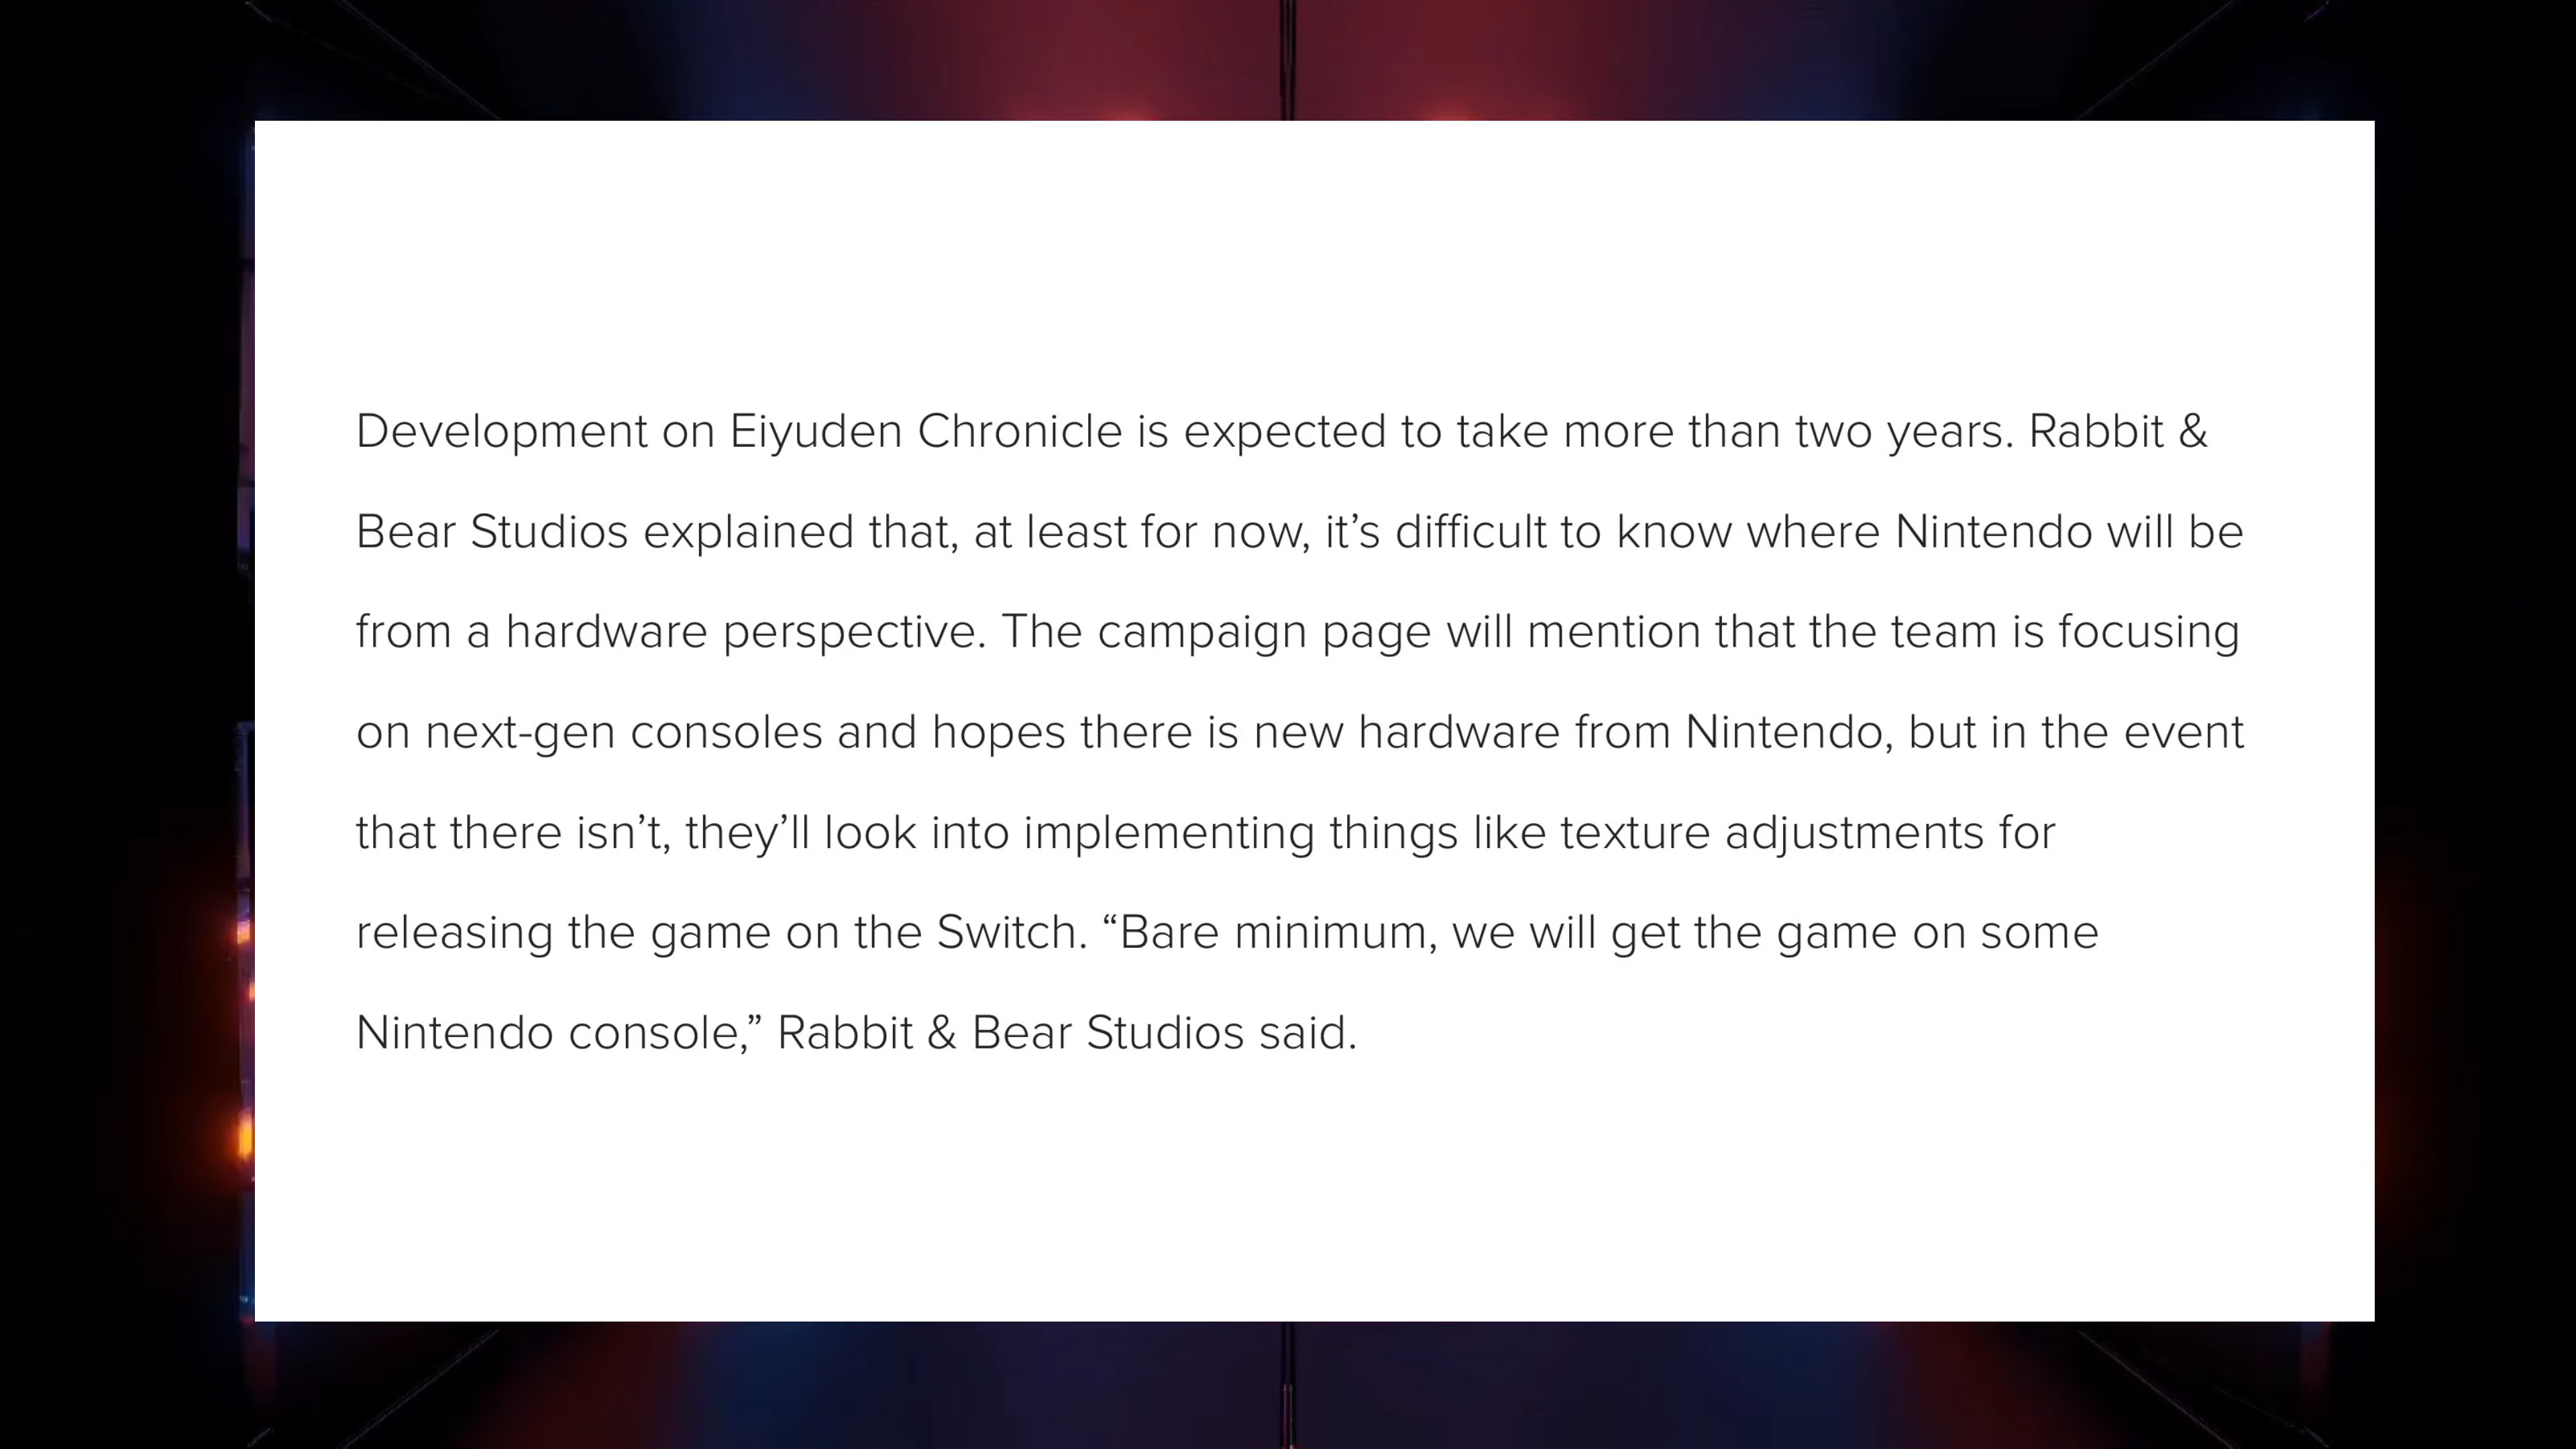 Development on Eiyuden Chronicle is expected to take more than two years. Rabbit &
Bear Studios explained that, at least for now, it’s difficult to know where Nintendo will be
from a hardware perspective. The campaign page will mention that the team is focusing
on next-gen consoles and hopes there is new hardware from Nintendo, but in the event
that there isn’t, they’ll look into implementing things like texture adjustments for
releasing the game on the Switch. “Bare minimum, we will get the game on some
Nintendo console,” Rabbit & Bear Studios said.